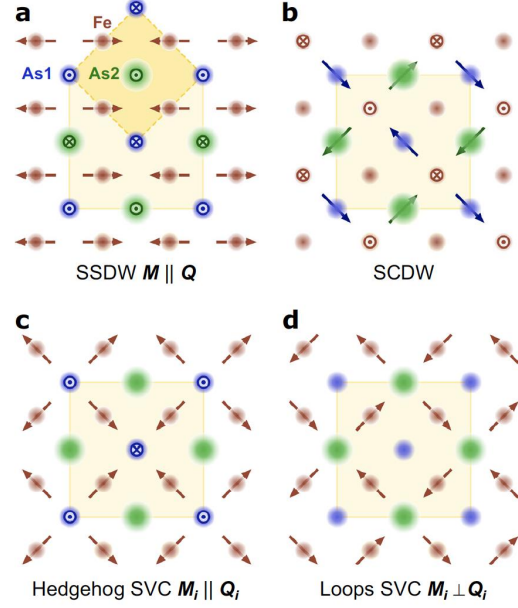 a
b
Fe
As1
As2
SSDW M || Q
SCDW
c
d
Hedgehog SVC Mᵢ || Qᵢ
Loops SVC Mᵢ ⊥ Qᵢ